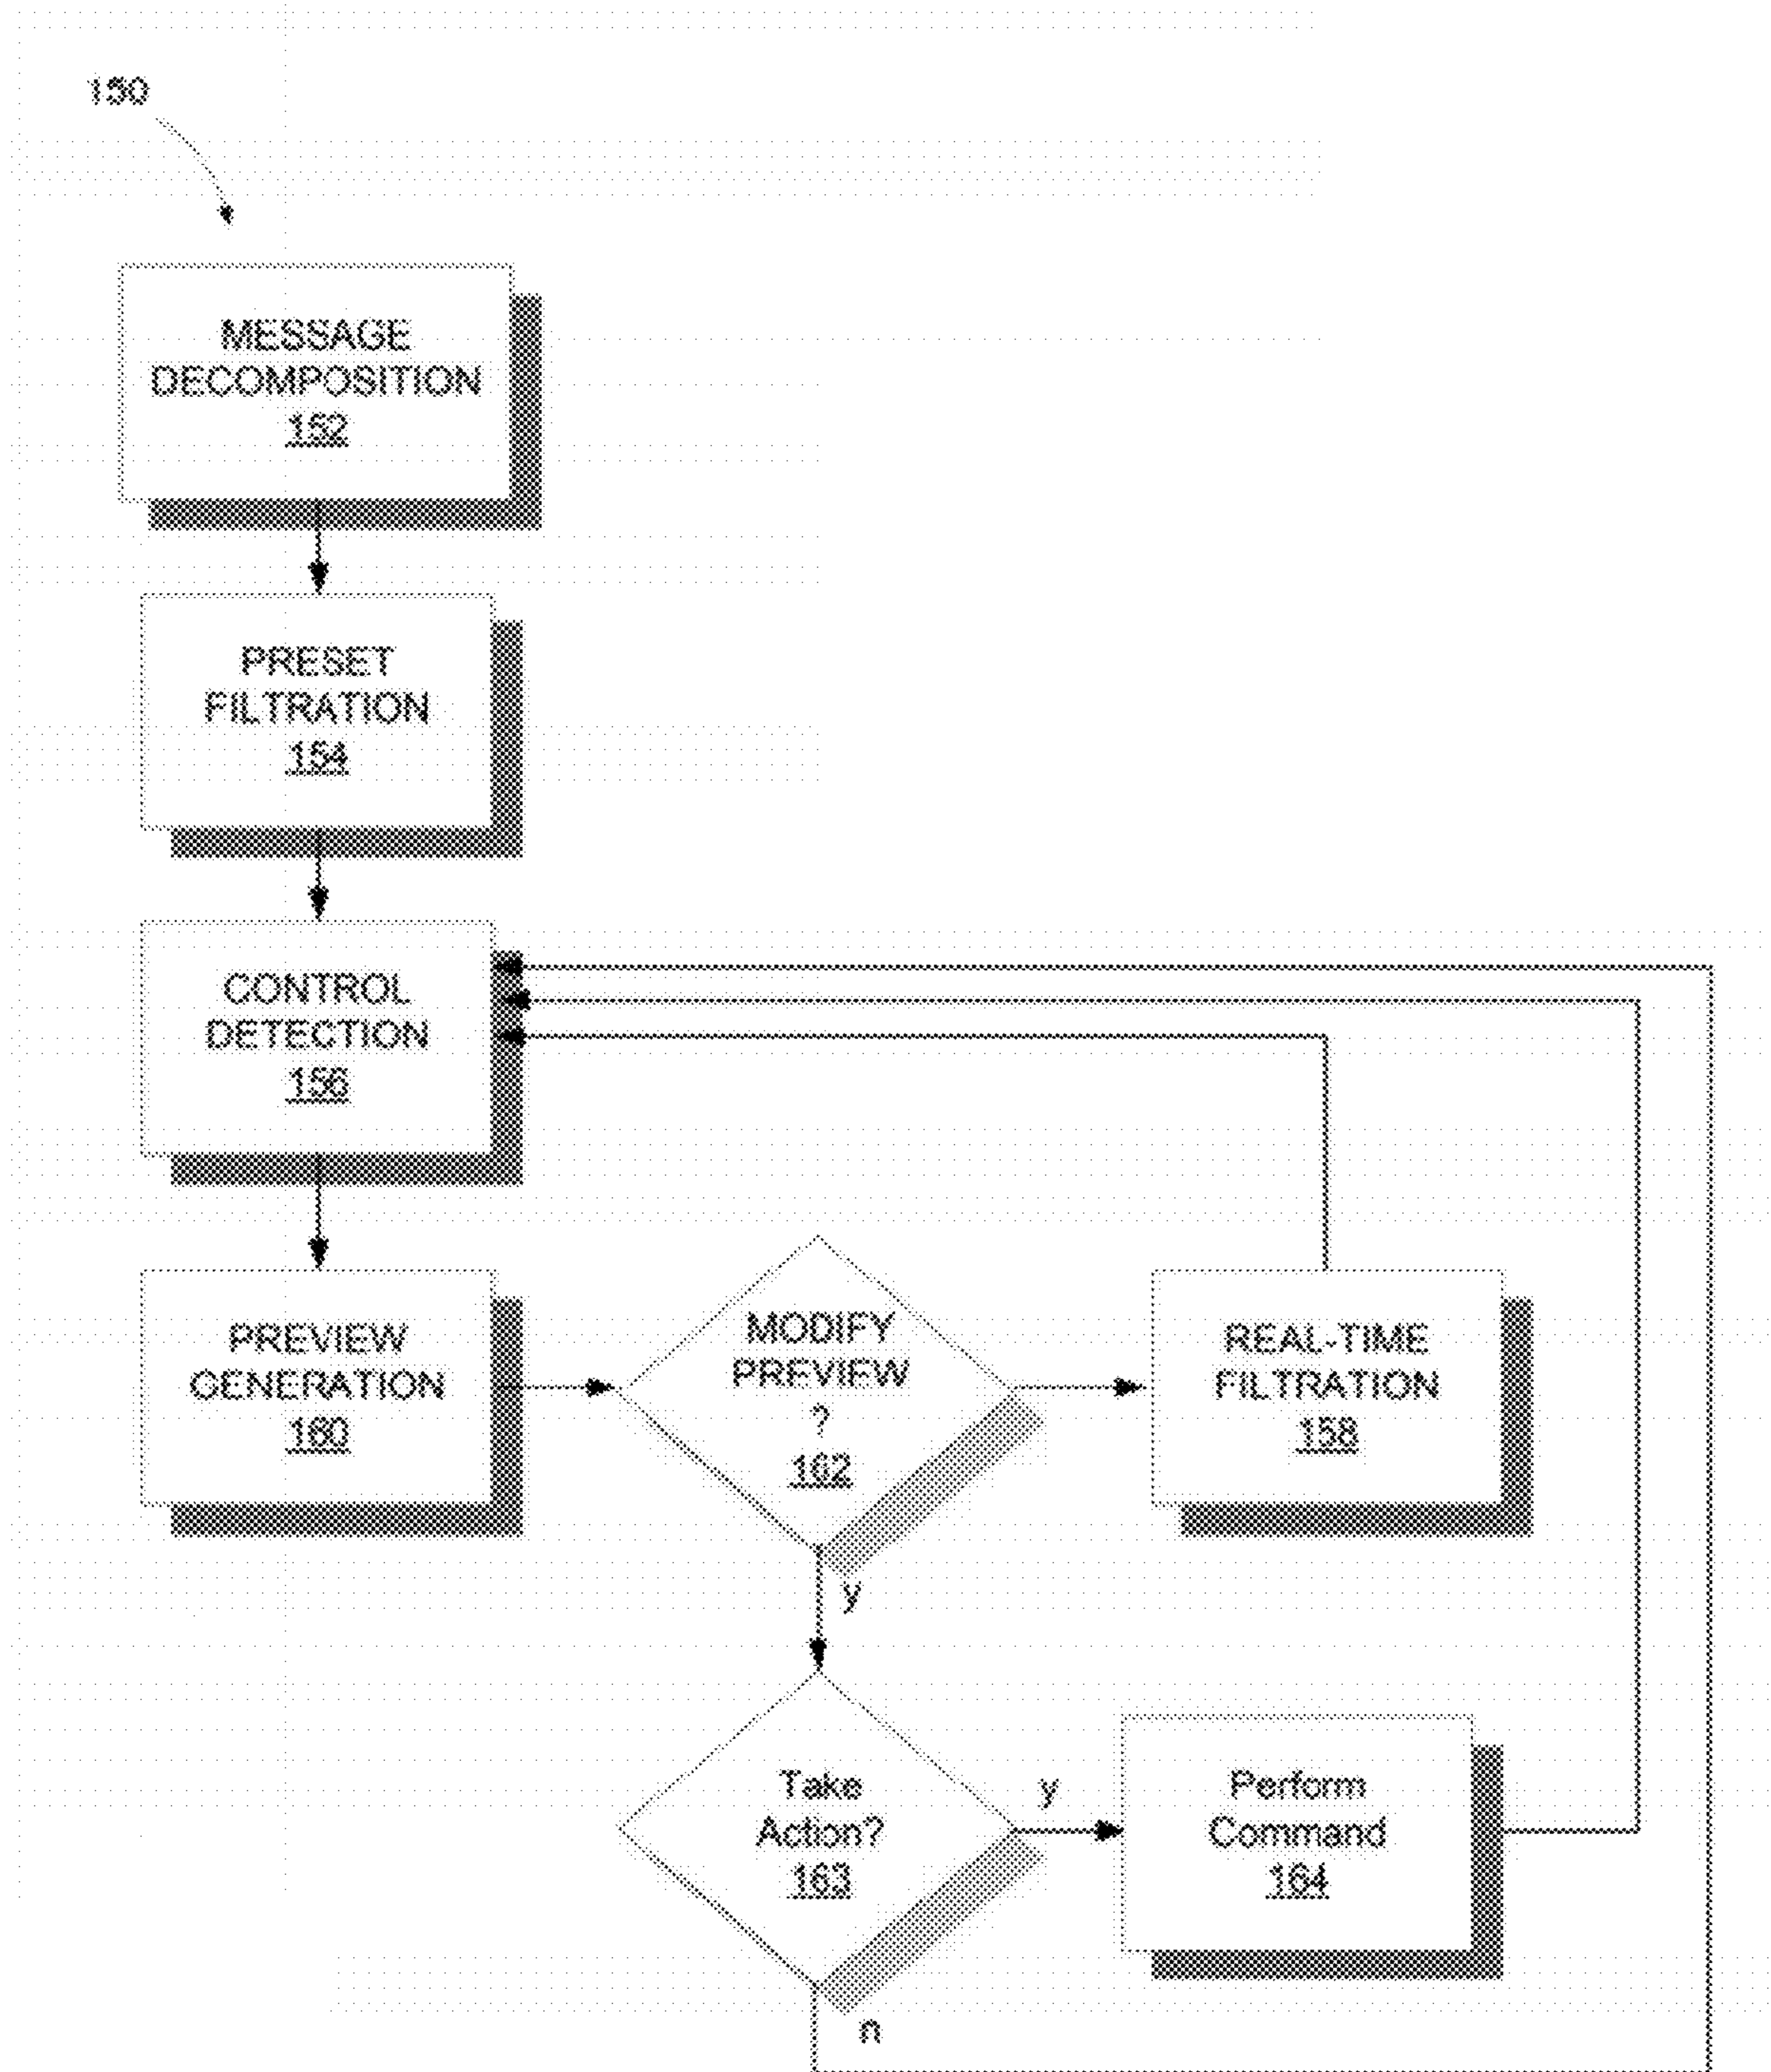 150
MESSAGE
DECOMPOSITION
152
PRESET
FILTRATION
154
CONTROL
DETECTION
156
PREVIEW
GENERATION
160
MODIFY
PREVIEW
?
162
REAL-TIME
FILTRATION
158
y
Take
Action?
163
y
Perform
Command
164
n